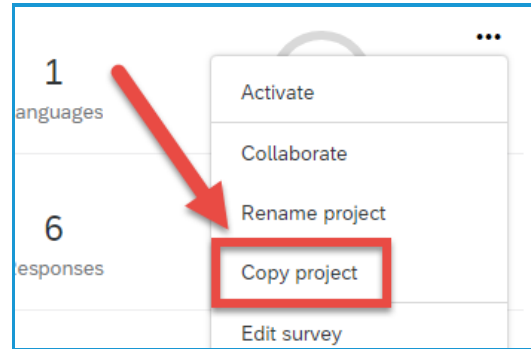 1
anguages
Activate
Collaborate
Rename project
6
esponses
Copy project
Edit survey